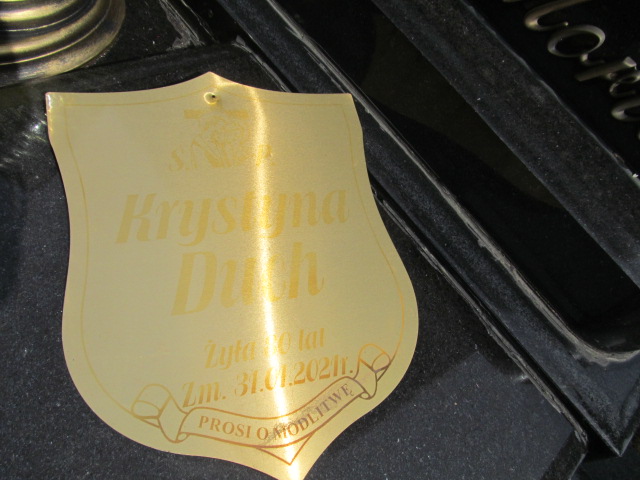 Ś. P.
Krystyna
Duch
Żyła lat
Zm. 31.01.2021r.
PROSI O MODLITWĘ